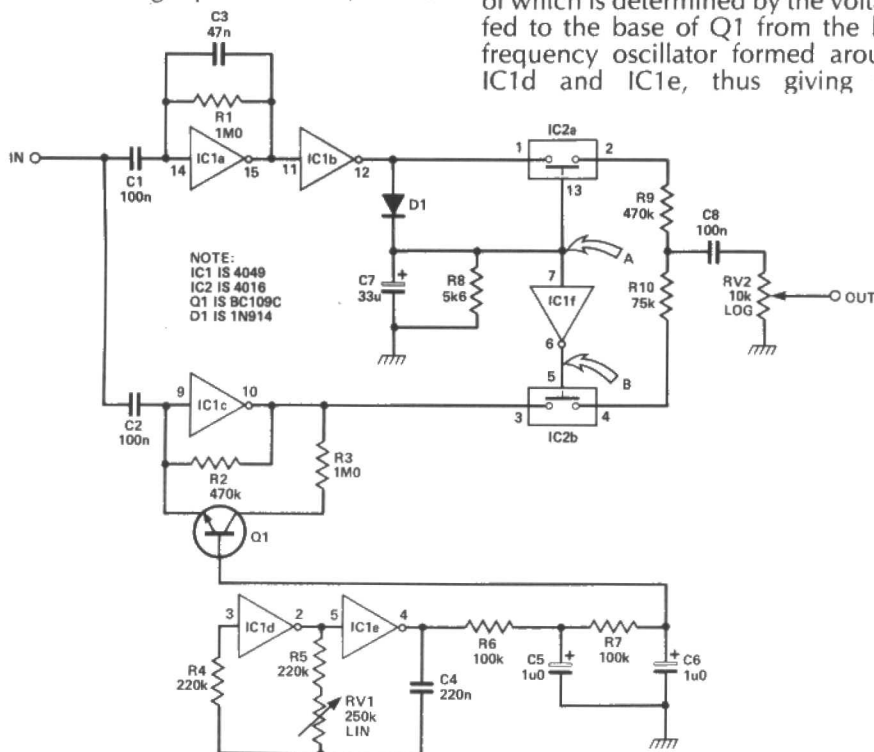 of which is determined by the
fed to the base of Q1 from the
frequency oscillator formed
IC1d and IC1e, thus giving
C3
47n
R1
1M0
IN
C1
100n
14
IC1a
15
11
IC1b
12
1
IC2a
2
13
D1
R9
470k
C8
100n
NOTE:
IC1 IS 4049
IC2 IS 4016
Q1 IS BC109C
D1 IS 1N914
C7
33u
+
R8
5k6
A
7
IC1f
6
R10
75k
RV2
10k
LOG
OUT
5
B
C2
100n
9
IC1c
10
3
IC2b
4
R2
470k
R3
1M0
Q1
3
IC1d
2
5
IC1e
4
R4
220k
R5
220k
RV1
250k
LIN
C4
220n
R6
100k
C5
1u0
+
R7
100k
C6
1u0
+